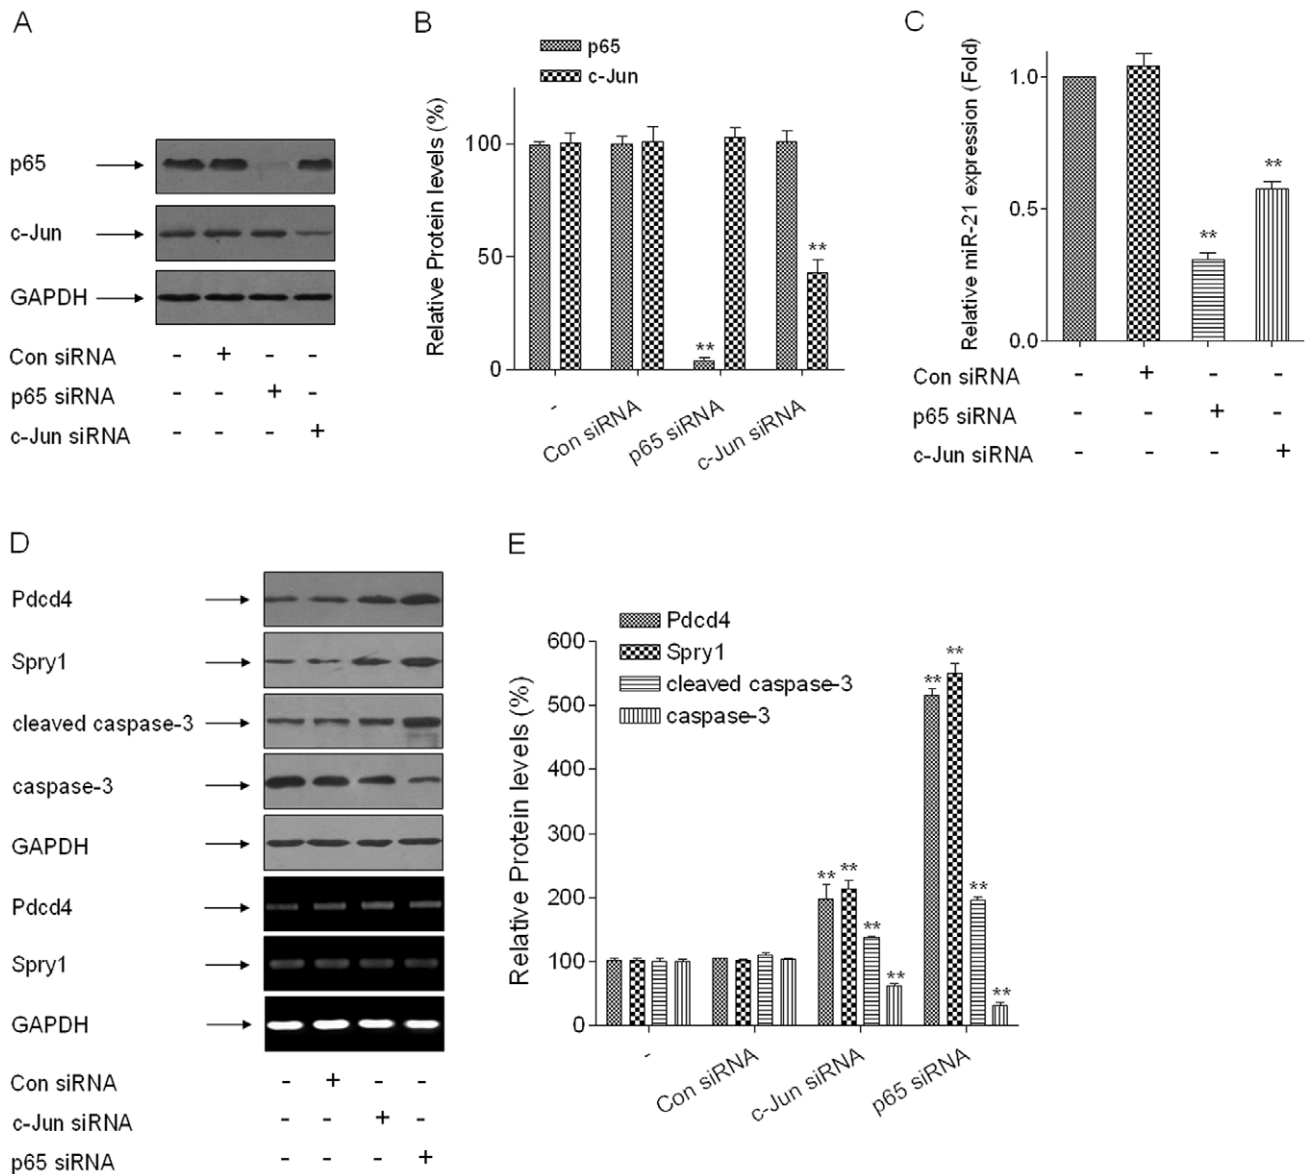 A
p65
c-Jun
GAPDH
Con siRNA - + - -
p65 siRNA - - + -
c-Jun siRNA - - - +
B
p65
c-Jun
Relative Protein levels (%)
100
50
0
**
**
-
Con siRNA
p65 siRNA
c-Jun siRNA
C
Relative miR-21 expression (Fold)
1.0
0.5
0.0
**
**
Con siRNA - + - -
p65 siRNA - - + -
c-Jun siRNA - - - +
D
Pdcd4
Spry1
cleaved caspase-3
caspase-3
GAPDH
Pdcd4
Spry1
GAPDH
Con siRNA - + - -
c-Jun siRNA - - + -
p65 siRNA - - - +
E
Pdcd4
Spry1
cleaved caspase-3
caspase-3
Relative Protein levels (%)
600
500
400
300
200
100
0
** ** ** **
** ** ** **
-
Con siRNA
c-Jun siRNA
p65 siRNA